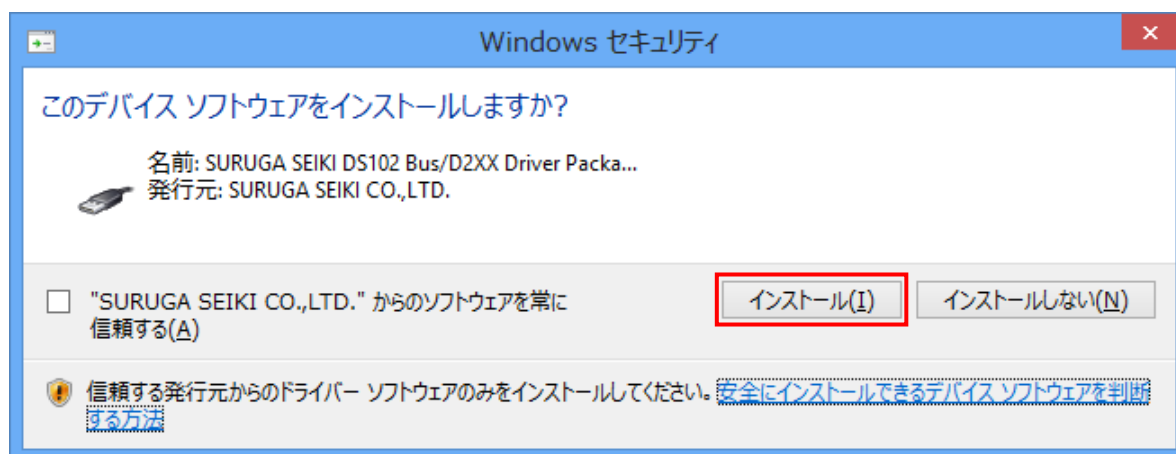 Windows セキュリティ
このデバイス ソフトウェアをインストールしますか?
名前: SURUGA SEIKI DS102 Bus/D2XX Driver Packa...
発行元: SURUGA SEIKI CO.,LTD.
"SURUGA SEIKI CO.,LTD." からのソフトウェアを常に
信頼する(A)
インストール(I)
インストールしない(N)
信頼する発行元からのドライバー ソフトウェアのみをインストールしてください。安全にインストールできるデバイス ソフトウェアを判断
する方法